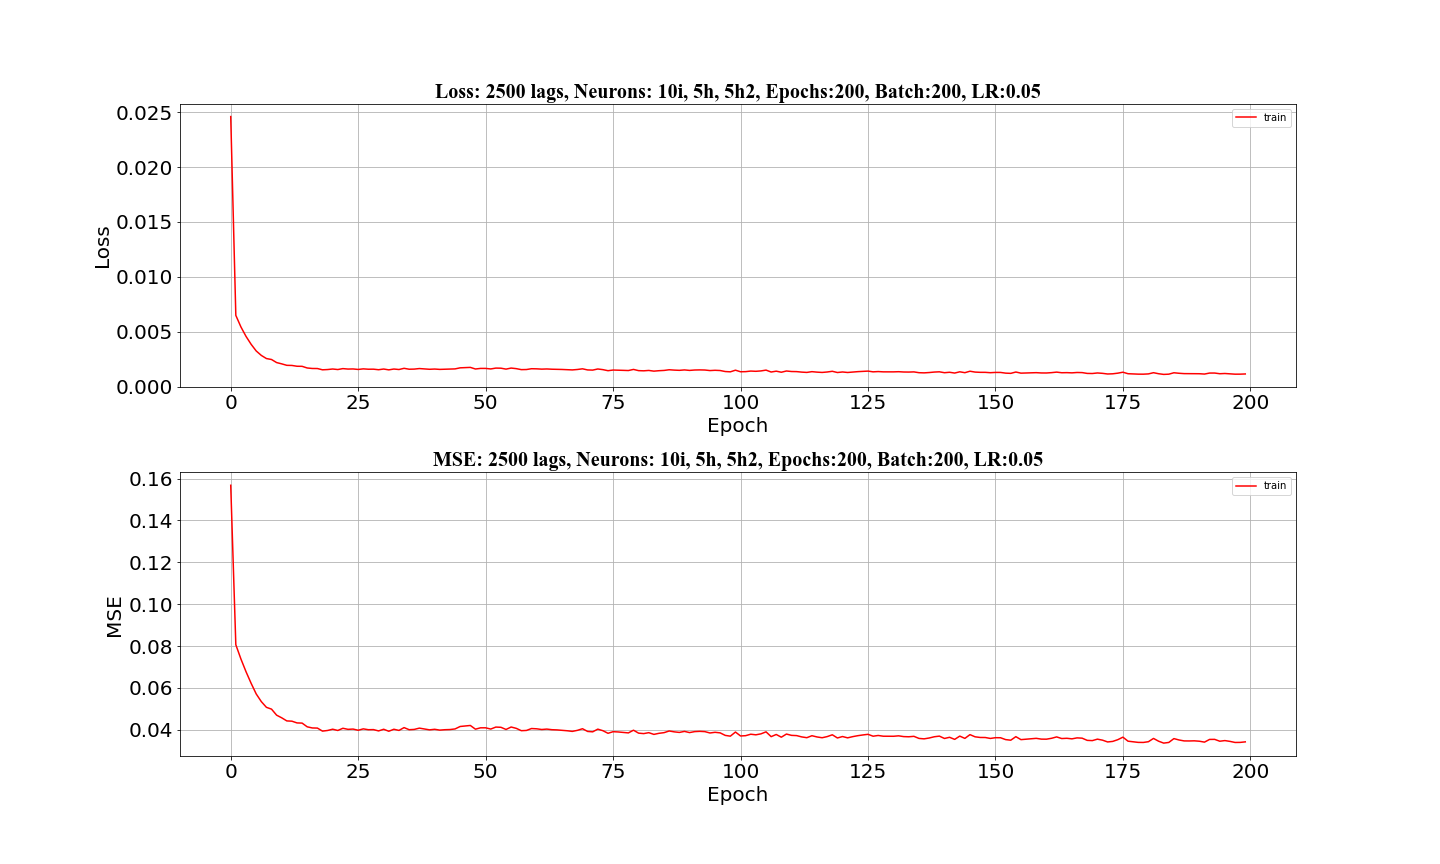 Loss: 2500 lags, Neurons: 10i, 5h, 5h2, Epochs:200, Batch:200, LR:0.05
train
0.025
0.020
0.015
0.010
0.005
0.000
Loss
0 25 50 75 100 125 150 175 200
Epoch
MSE: 2500 lags, Neurons: 10i, 5h, 5h2, Epochs:200, Batch:200, LR:0.05
train
0.16
0.14
0.12
0.10
0.08
0.06
0.04
MSE
0 25 50 75 100 125 150 175 200
Epoch